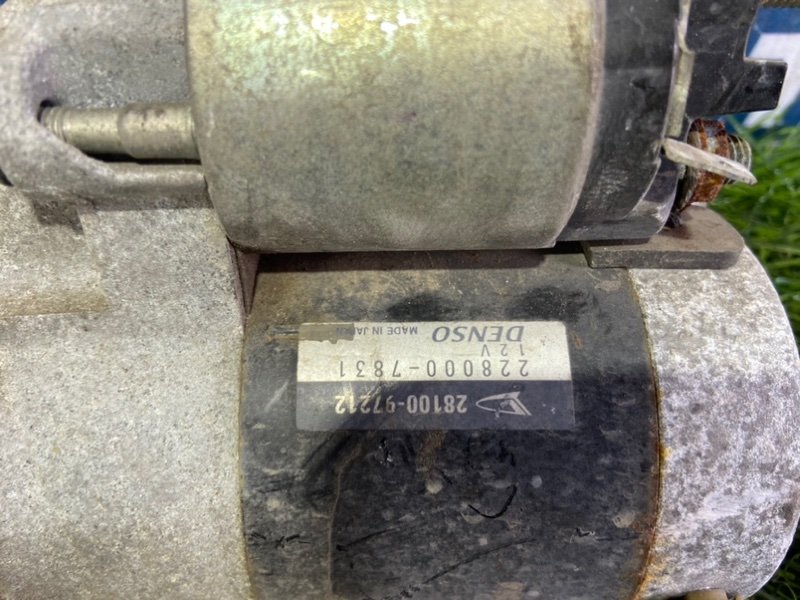 28100-97212
228000-7831
12V
DENSO MADE IN JAPAN